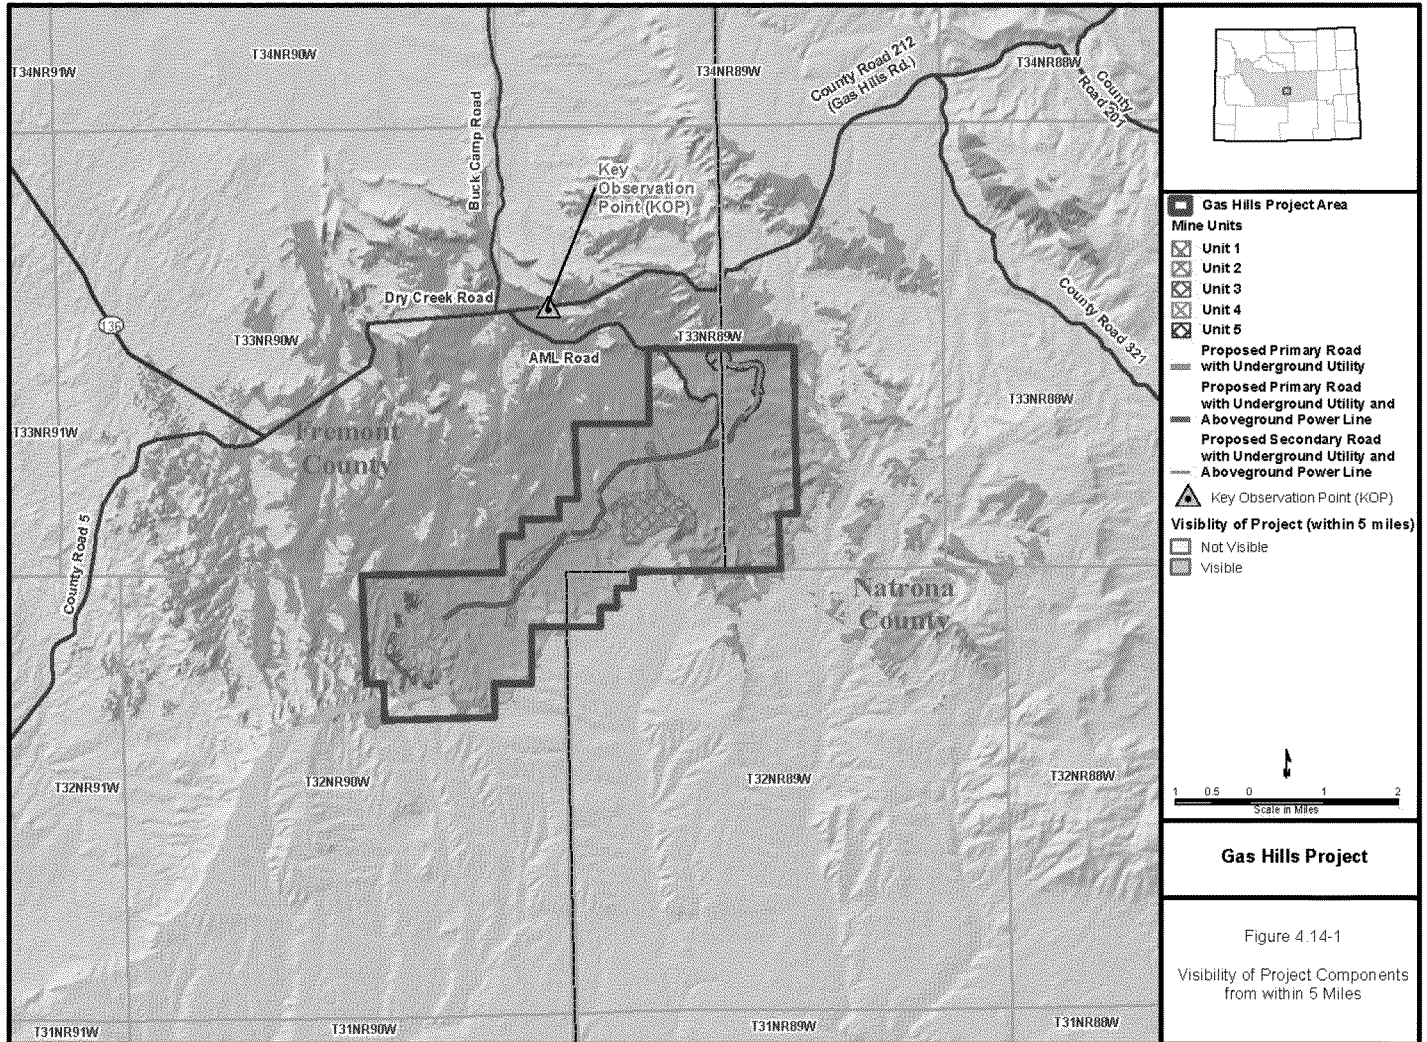 T34NR91W
T34NR90W
T34NR89W
T34NR88W
County Road 212
(Gas Hills Rd.)
County
Road 201
Buck Camp Road
Key
Observation
Point (KOP)
Dry Creek Road
136
T33NR90W
AML Road
T33NR89W
County Road 321
T33NR91W
Fremont
County
T33NR88W
County Road 5
Natrona
County
T32NR91W
T32NR90W
T32NR89W
T32NR88W
T31NR91W
T31NR90W
T31NR89W
T31NR88W
Gas Hills Project Area
Mine Units
Unit 1
Unit 2
Unit 3
Unit 4
Unit 5
Proposed Primary Road
with Underground Utility
Proposed Primary Road
with Underground Utility and
Aboveground Power Line
Proposed Secondary Road
with Underground Utility and
Aboveground Power Line
Key Observation Point (KOP)
Visiblity of Project (within 5 miles)
Not Visible
Visible
1 0.5 0 1 2
Scale in Miles
Gas Hills Project
Figure 4.14-1
Visibility of Project Components
from within 5 Miles